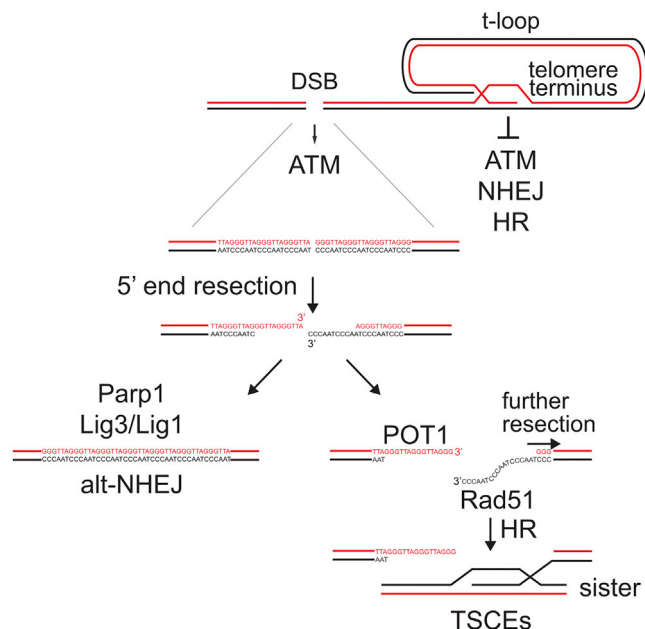 t-loop
telomere
terminus
DSB
ATM
ATM
NHEJ
HR
TTAGGGTTAGGGTTAGGGTTA GGGTTAGGGTTAGGGTTAGGG
AATCCCAATCCCAATCCCAAT CCCAATCCCAATCCCAATCCC
5' end resection
3'
TTAGGGTTAGGGTTAGGGTTA AGGGTTAGGG
AATCCCAATC CCCAATCCCAATCCCAATCCC
3'
Parp1
Lig3/Lig1
GGGTTAGGGTTAGGGTTAGGGTTAGGGTTAGGGTTAGGGTTA
CCCAATCCCAATCCCAATCCCAATCCCAATCCCAATCCCAAT
alt-NHEJ
POT1
further
resection
TTAGGGTTAGGGTTAGGG 3'
AAT
GGG
3' CCCAATCCCAATCCCAATCCC
Rad51
HR
TTAGGGTTAGGGTTAGGG
AAT
sister
TSCEs